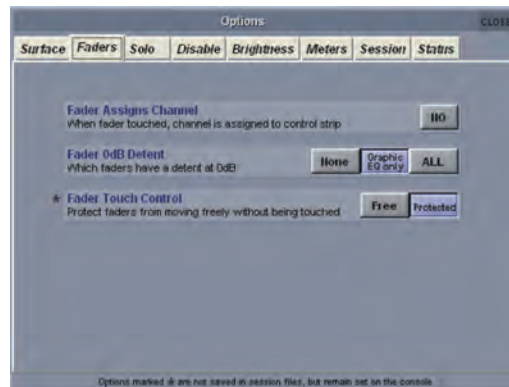 Options
CLOSE
Surface Faders Solo Disable Brightness Meters Session Status
Fader Assigns Channel
When fader touched, channel is assigned to control strip
NO
Fader 0dB Detent
Which faders have a detent at 0dB
None Graphic EQ only ALL
* Fader Touch Control
Protect faders from moving freely without being touched
Free Protected
Options marked * are not saved in session files, but remain set on the console